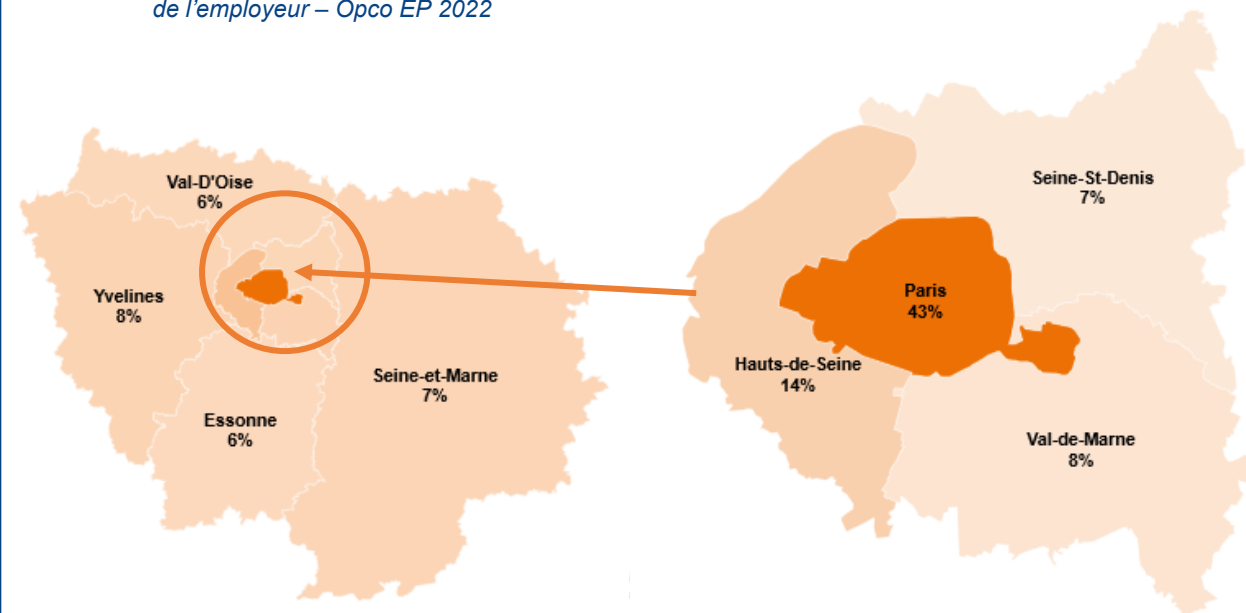 de l’employeur – Opco EP 2022
Val-D'Oise
6%
Yvelines
8%
Essonne
6%
Seine-et-Marne
7%
Seine-St-Denis
7%
Paris
43%
Hauts-de-Seine
14%
Val-de-Marne
8%